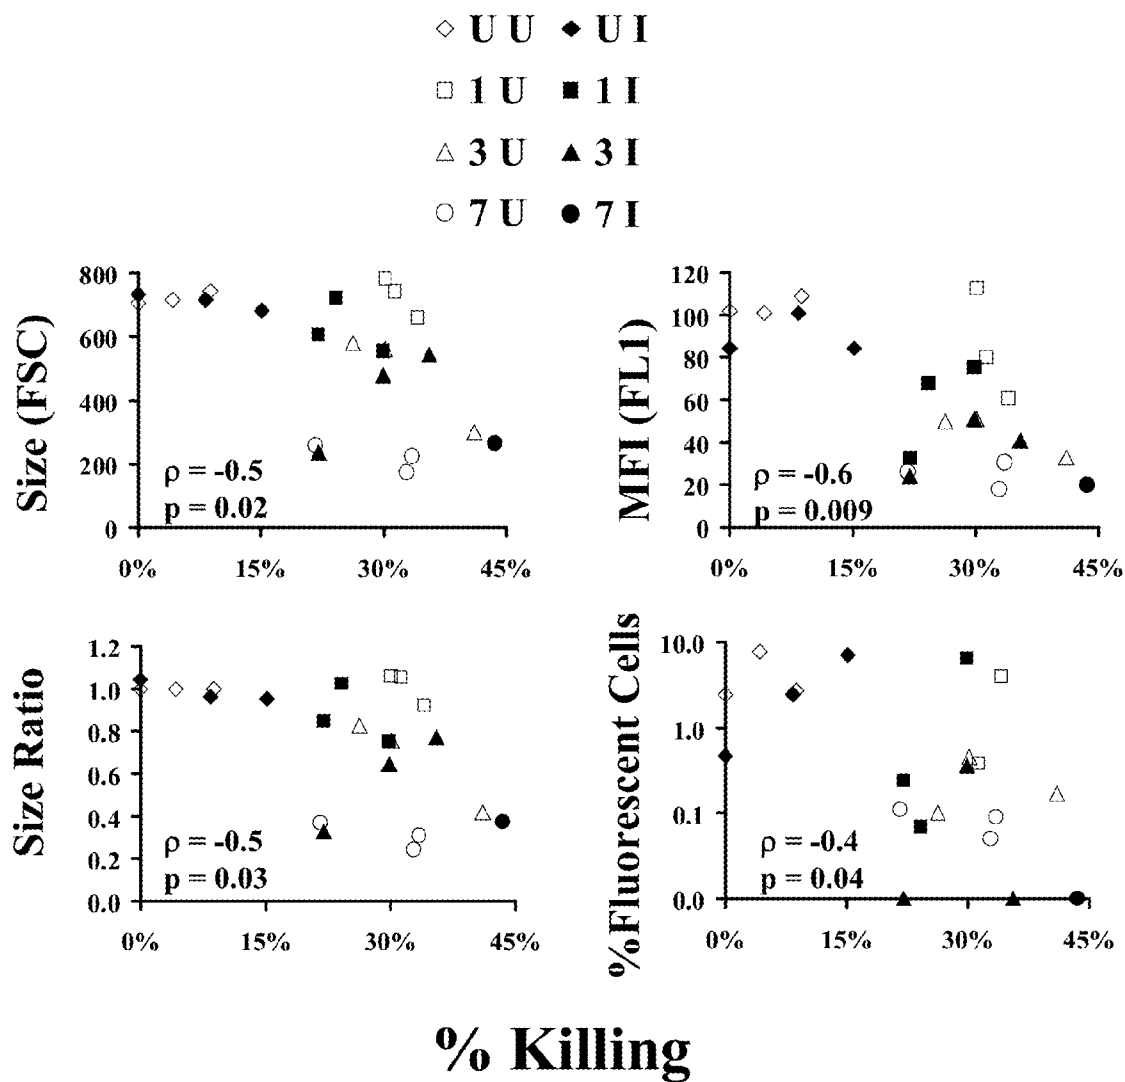 U U U I
1 U 1 I
3 U 3 I
7 U 7 I
Size (FSC)
800
600
400
200
0
ρ = -0.5
p = 0.02
0% 15% 30% 45%
MFI (FL1)
120
100
80
60
40
20
0
ρ = -0.6
p = 0.009
0% 15% 30% 45%
Size Ratio
1.2
1.0
0.8
0.6
0.4
0.2
0.0
ρ = -0.5
p = 0.03
0% 15% 30% 45%
%Fluorescent Cells
10.0
1.0
0.1
0.0
ρ = -0.4
p = 0.04
0% 15% 30% 45%
% Killing